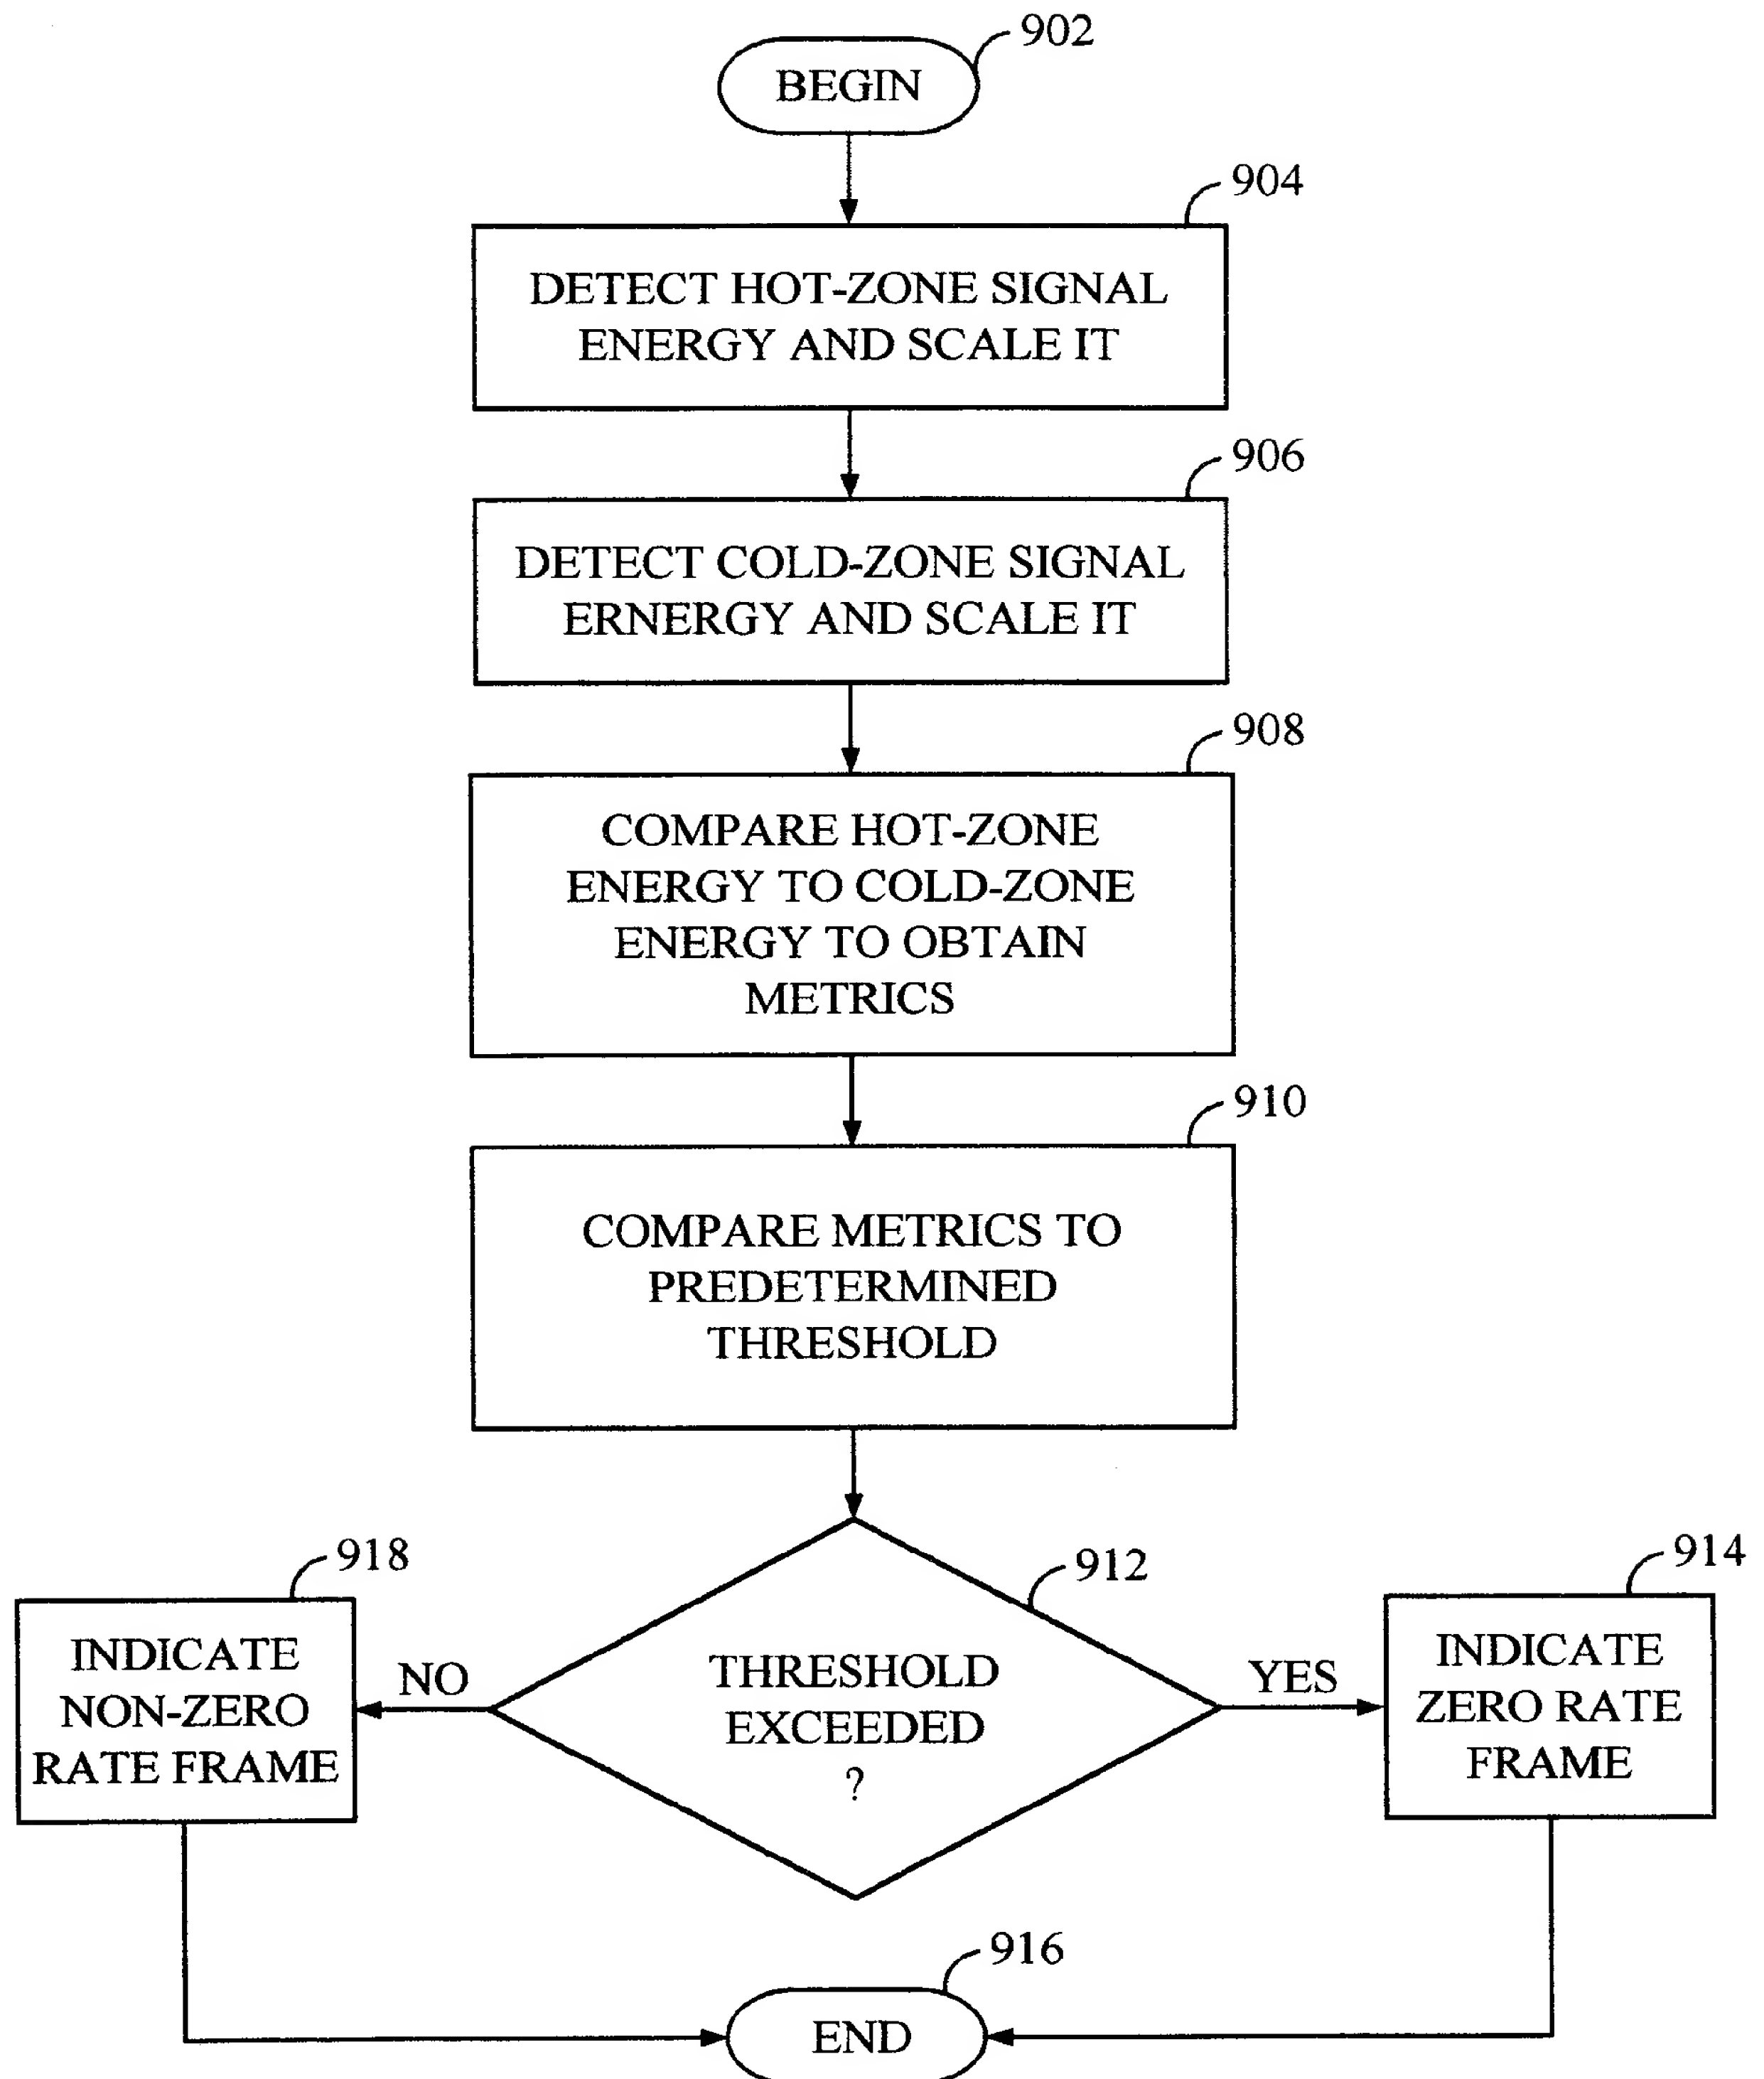 902
BEGIN
904
DETECT HOT-ZONE SIGNAL
ENERGY AND SCALE IT
906
DETECT COLD-ZONE SIGNAL
ERNERGY AND SCALE IT
908
COMPARE HOT-ZONE
ENERGY TO COLD-ZONE
ENERGY TO OBTAIN
METRICS
910
COMPARE METRICS TO
PREDETERMINED
THRESHOLD
912
THRESHOLD
EXCEEDED
?
NO
918
INDICATE
NON-ZERO
RATE FRAME
YES
914
INDICATE
ZERO RATE
FRAME
916
END